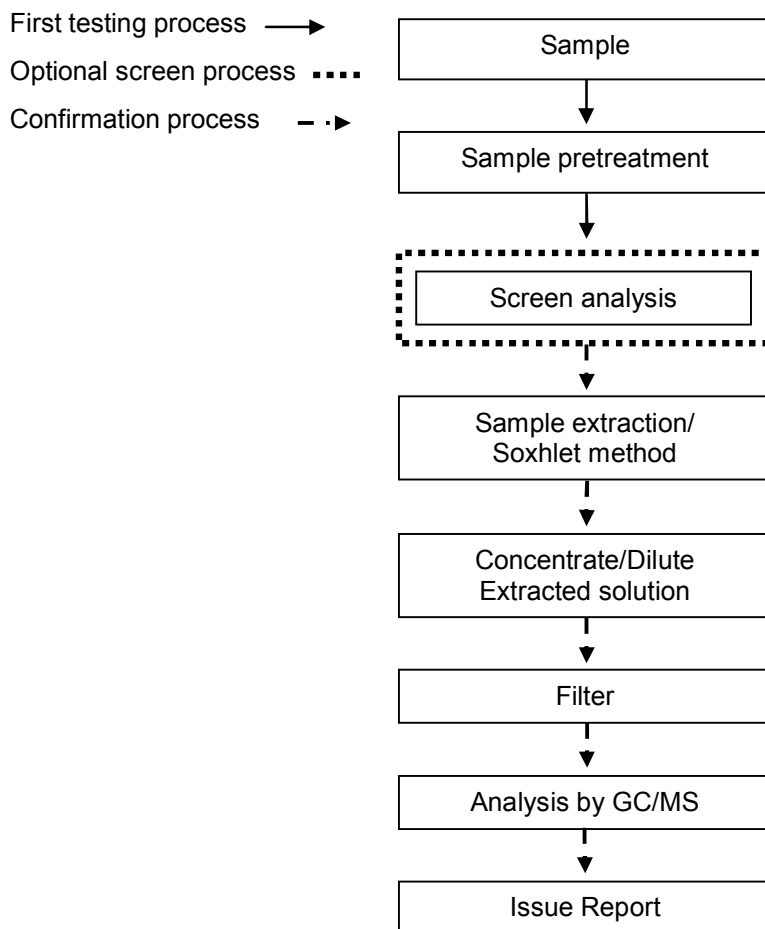 First testing process
Optional screen process
Confirmation process
Sample
Sample pretreatment
Screen analysis
Sample extraction/
Soxhlet method
Concentrate/Dilute
Extracted solution
Filter
Analysis by GC/MS
Issue Report